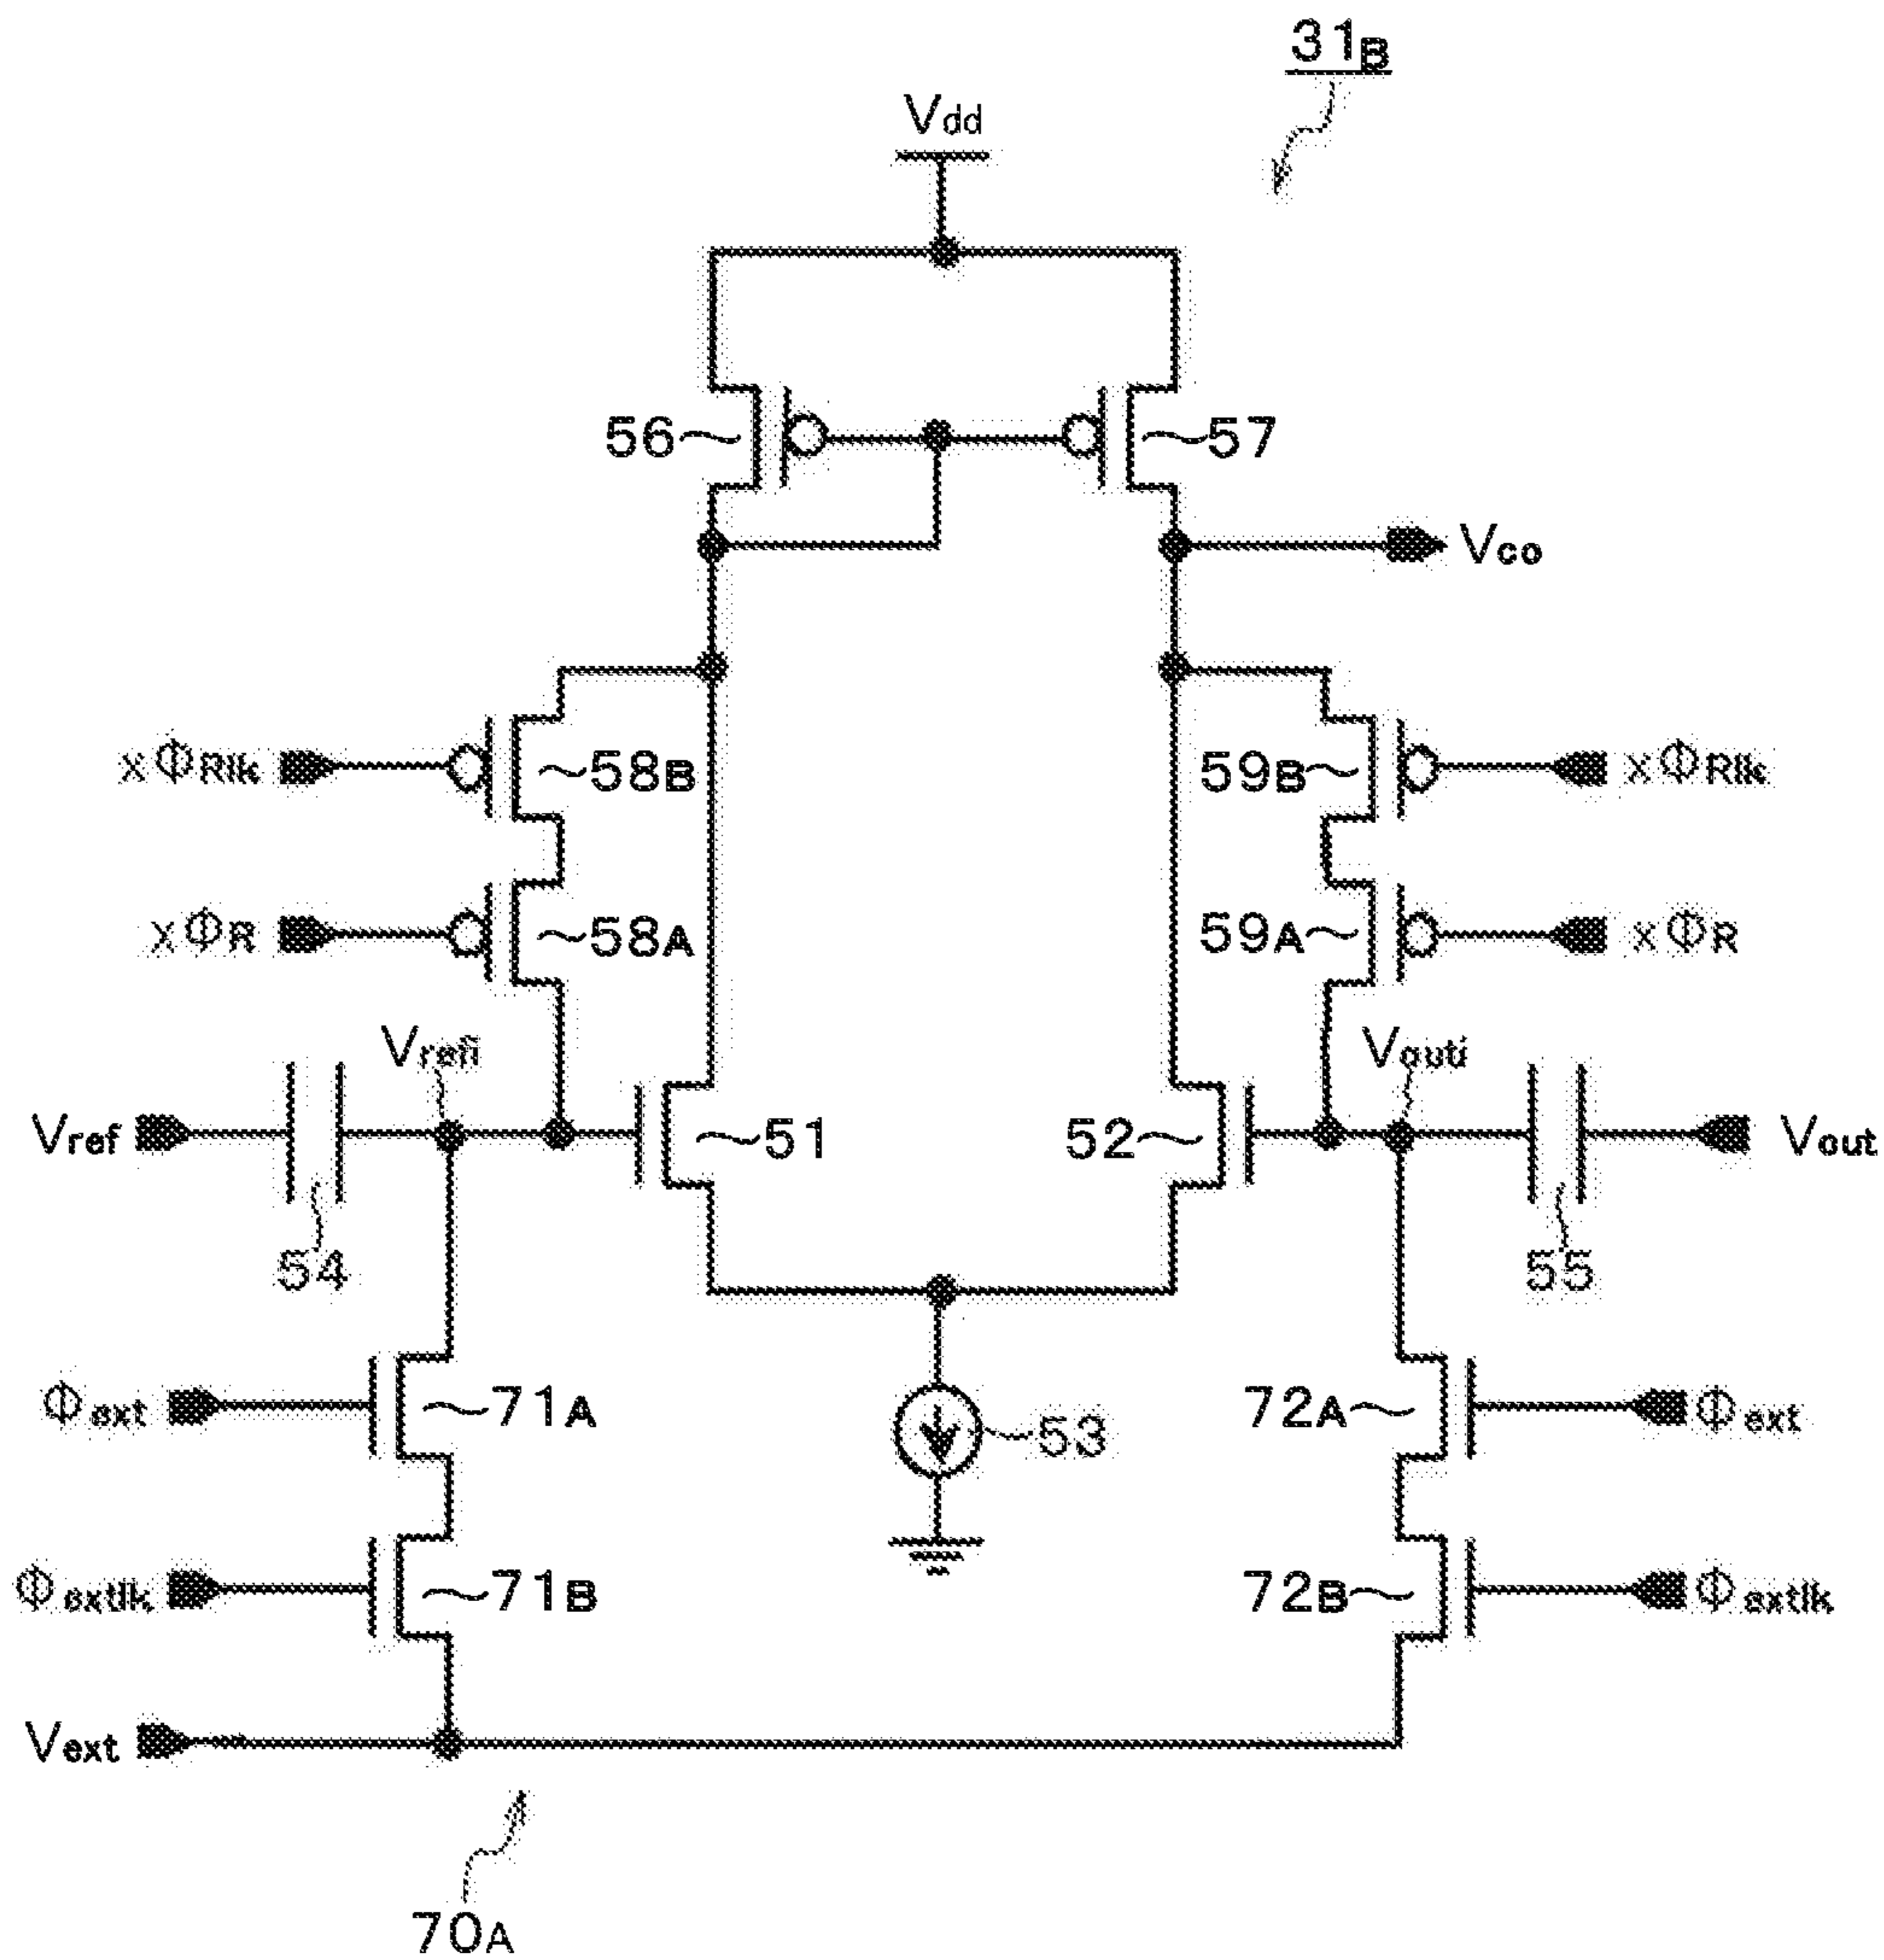 31B
Vdd
56
57
Vco
xΦRlk
58B
59B
xΦRlk
xΦR
58A
59A
xΦR
Vrefi
Vouti
Vref
51
52
Vout
54
55
Φext
71A
53
72A
Φext
Φextlk
71B
72B
Φextlk
Vext
70A